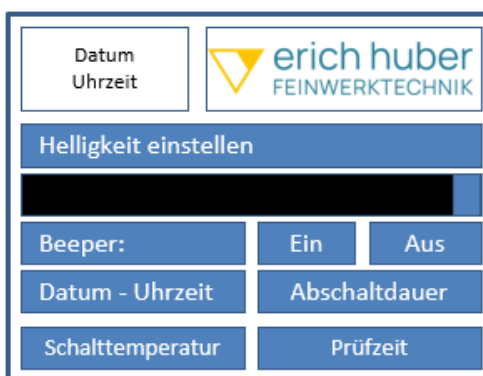 Datum
Uhrzeit
erich huber
FEINWERKTECHNIK
Helligkeit einstellen
Beeper: Ein Aus
Datum - Uhrzeit Abschaltdauer
Schalttemperatur Prüfzeit